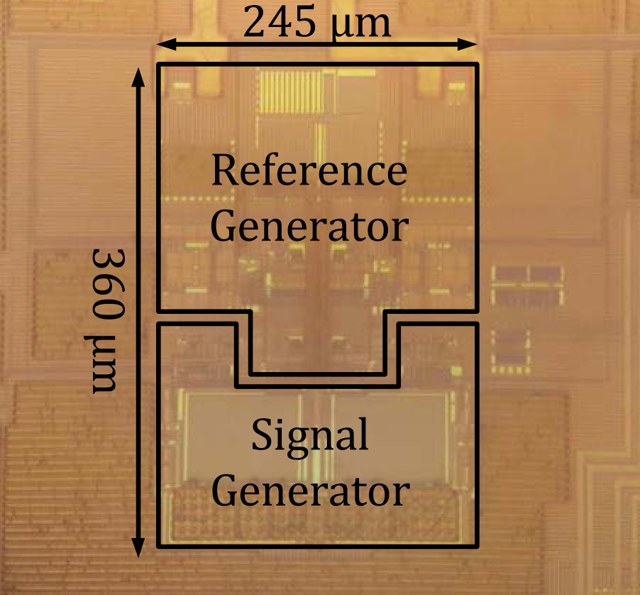 245 µm
Reference
Generator
360 µm
Signal
Generator